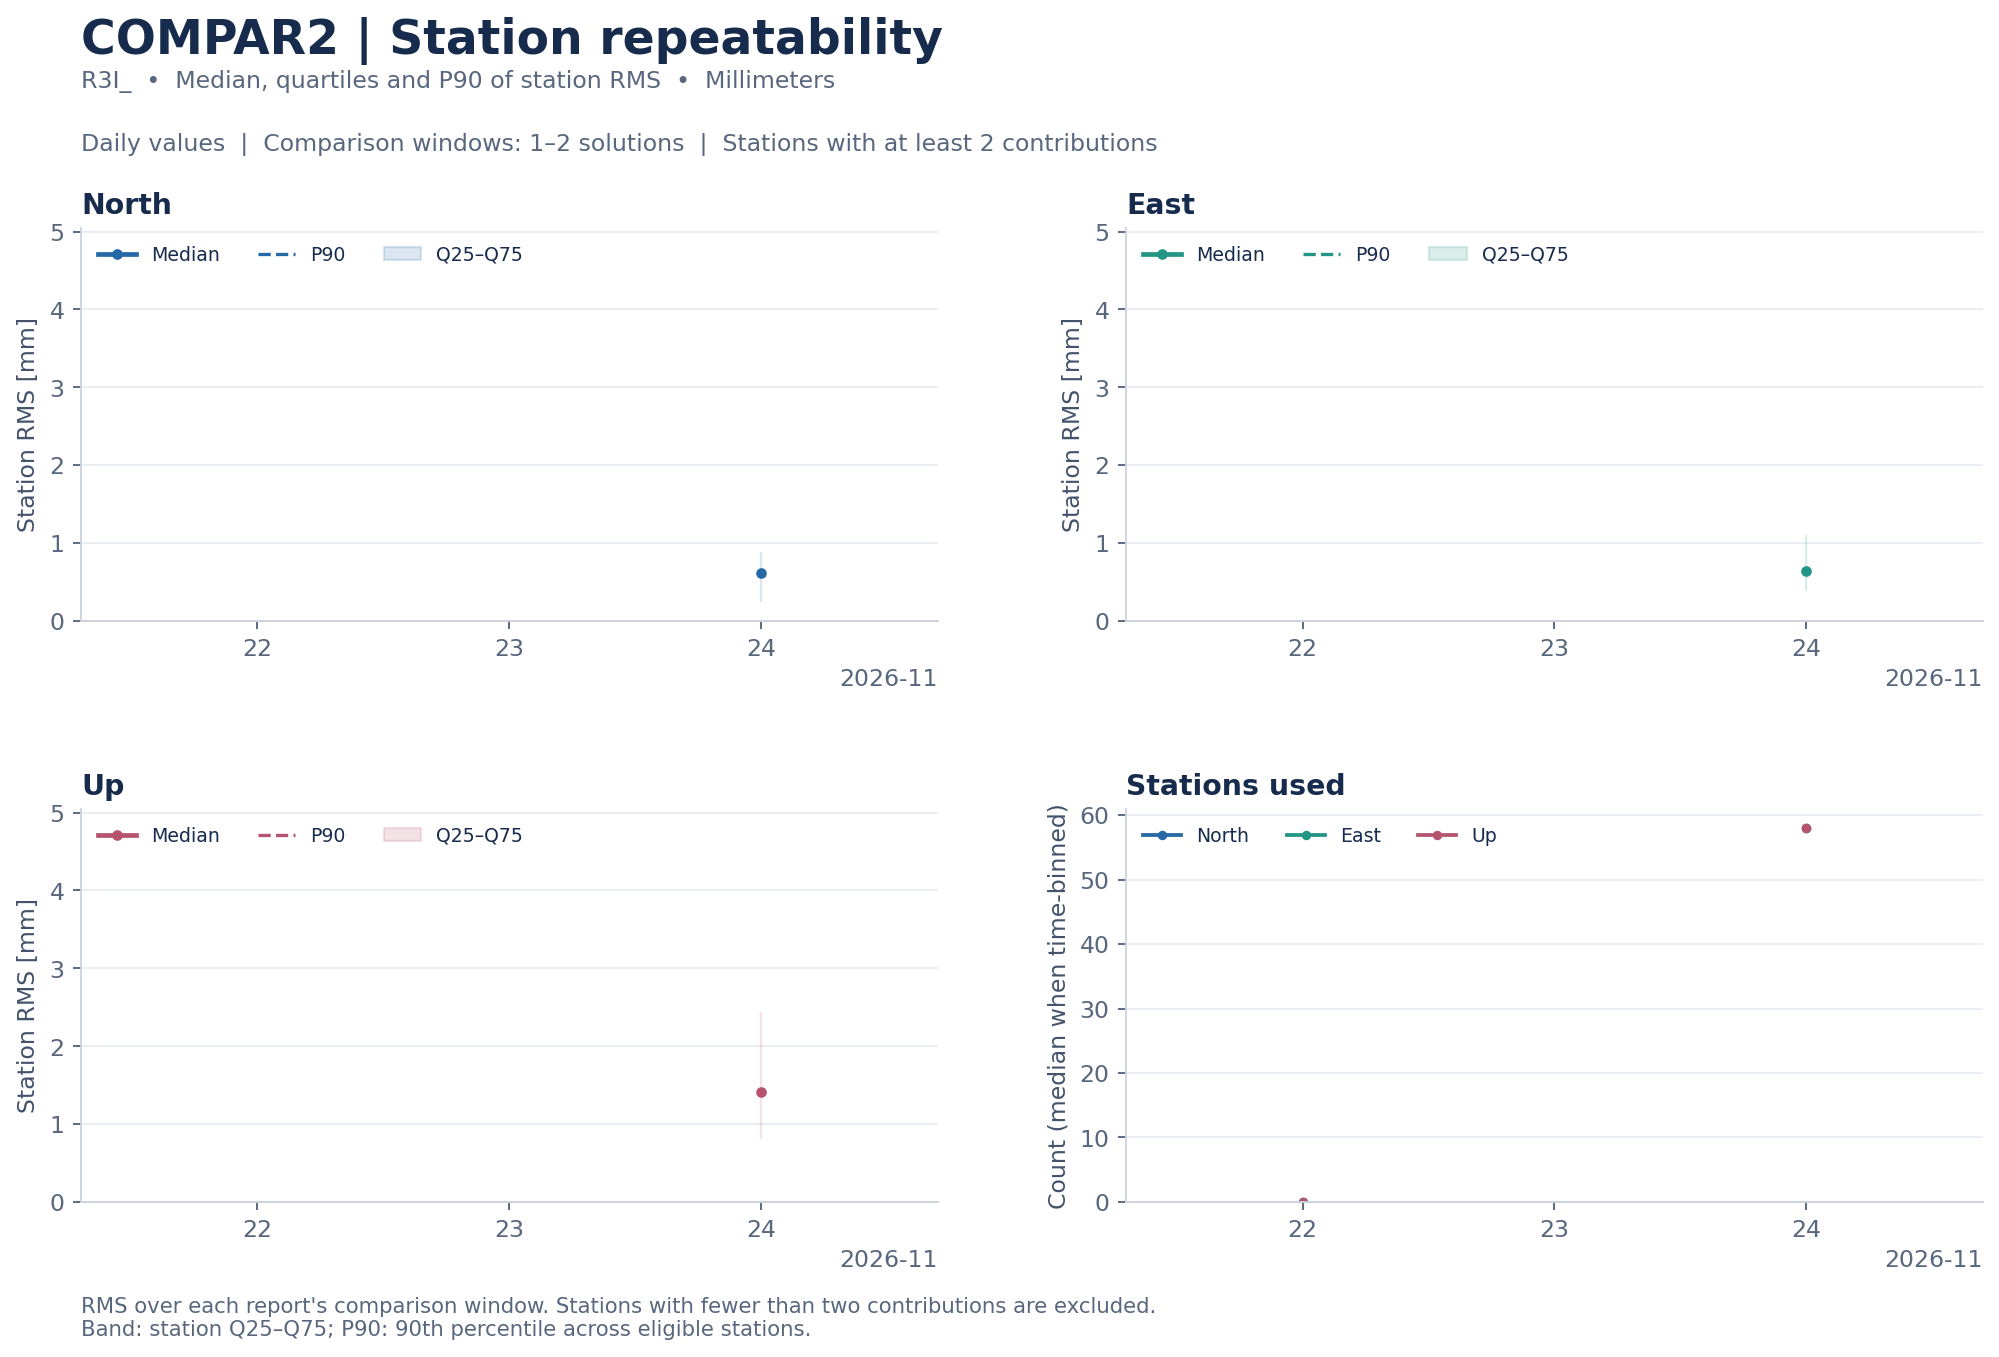 COMPAR2 | Station repeatability
R3I_ • Median, quartiles and P90 of station RMS • Millimeters
Daily values | Comparison windows: 1–2 solutions | Stations with at least 2 contributions
North
Median P90 Q25–Q75
Station RMS [mm]
5
4
3
2
1
0
22 23 24
2026-11
East
Median P90 Q25–Q75
Station RMS [mm]
5
4
3
2
1
0
22 23 24
2026-11
Up
Median P90 Q25–Q75
Station RMS [mm]
5
4
3
2
1
0
22 23 24
2026-11
Stations used
North East Up
Count (median when time-binned)
60
50
40
30
20
10
0
22 23 24
2026-11
RMS over each report's comparison window. Stations with fewer than two contributions are excluded.
Band: station Q25–Q75; P90: 90th percentile across eligible stations.